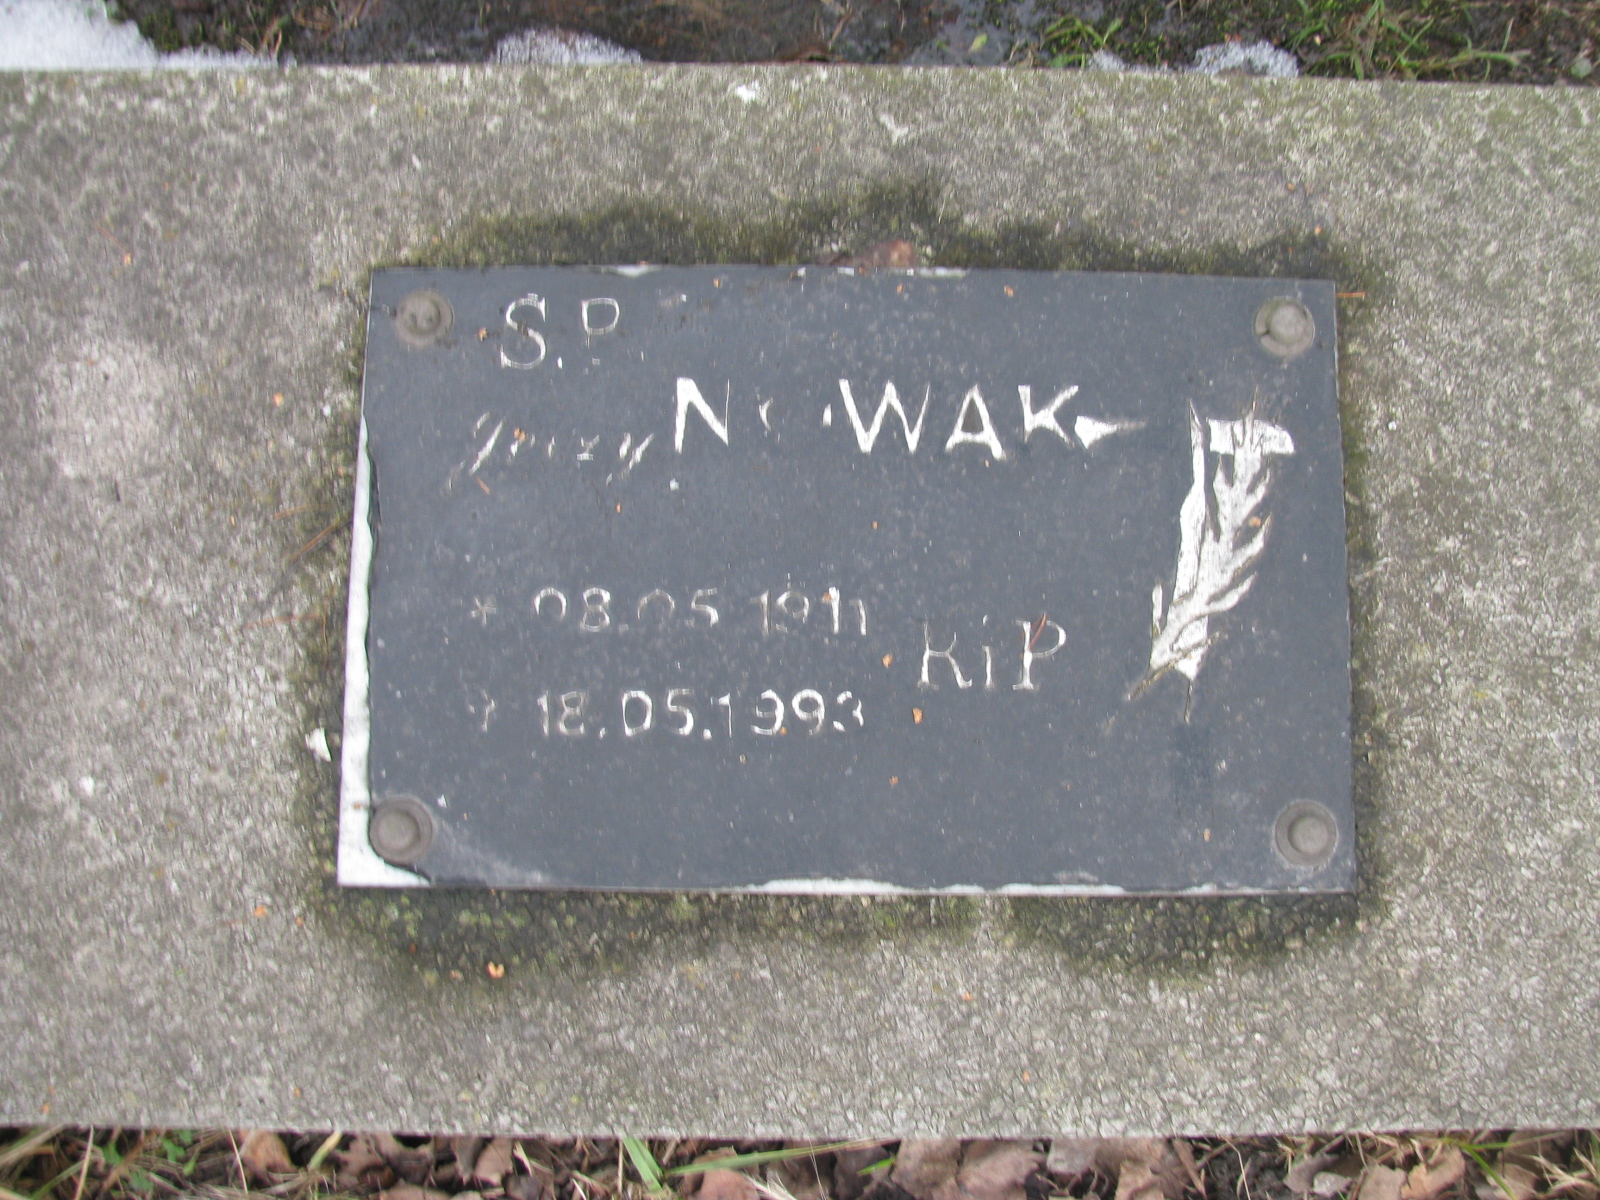 S.P
Jerzy NOWAK
* 08.05.1911
RiP
† 18.05.1993